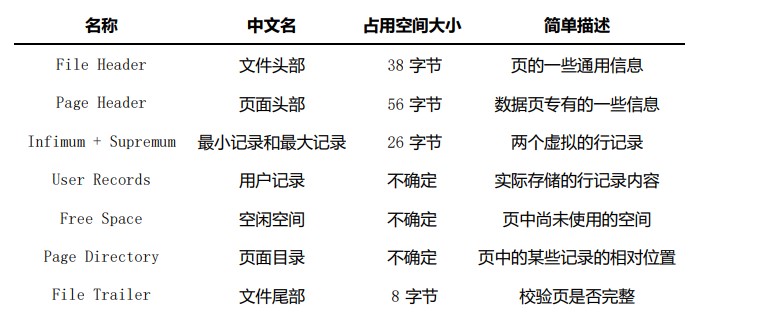 名称 中文名 占用空间大小 简单描述
File Header 文件头部 38 字节 页的一些通用信息
Page Header 页面头部 56 字节 数据页专有的一些信息
Infimum + Supremum 最小记录和最大记录 26 字节 两个虚拟的行记录
User Records 用户记录 不确定 实际存储的行记录内容
Free Space 空闲空间 不确定 页中尚未使用的空间
Page Directory 页面目录 不确定 页中的某些记录的相对位置
File Trailer 文件尾部 8 字节 校验页是否完整